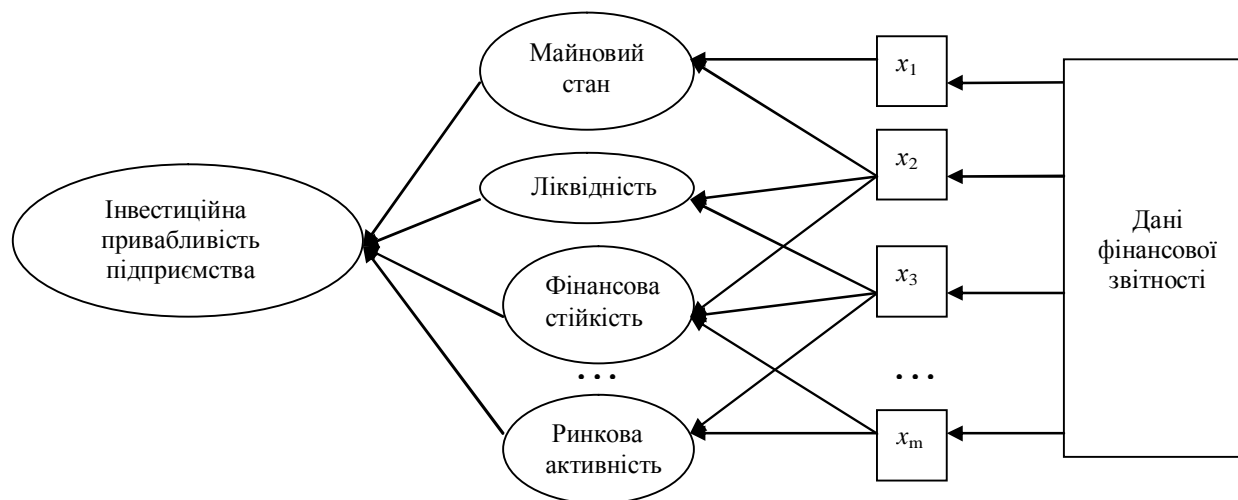 Інвестиційна
привабливість
підприємства
Майновий
стан
Ліквідність
Фінансова
стійкість
...
Ринкова
активність
x1
x2
x3
...
xm
Дані
фінансової
звітності